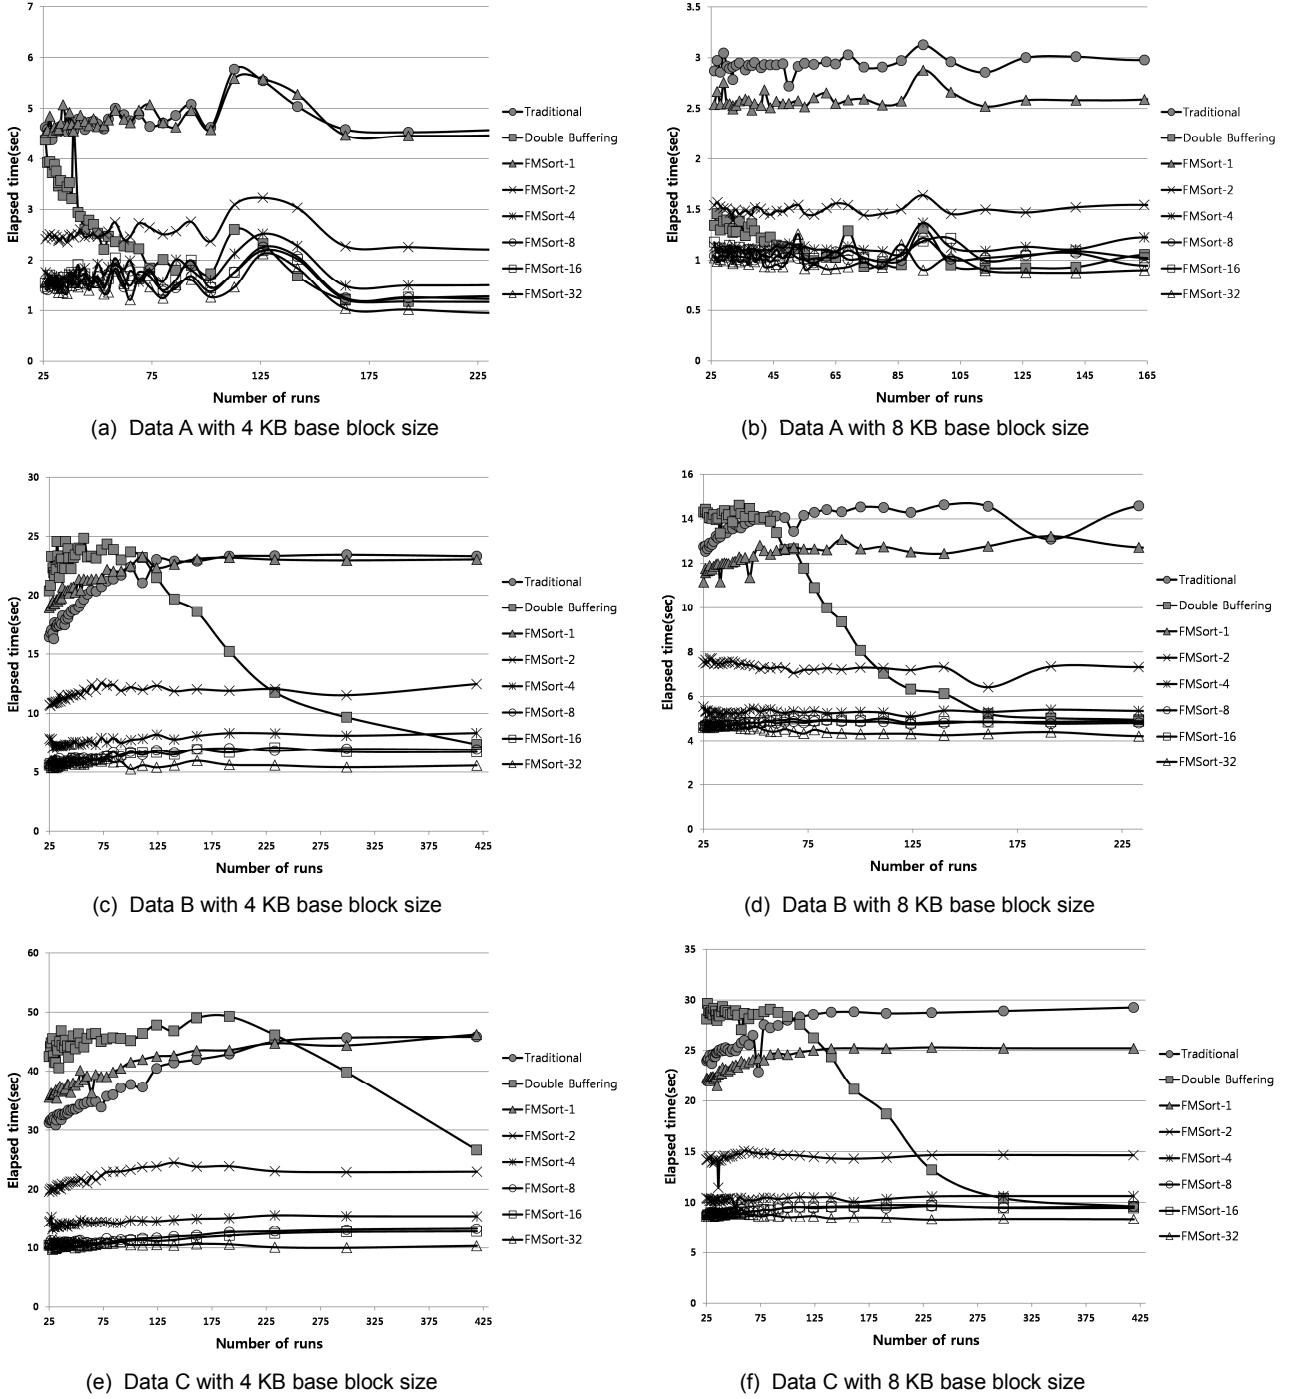 7
6
5
4
3
2
1
0
Elapsed time(sec)
25 75 125 175 225
Number of runs
Traditional
Double Buffering
FMSort-1
FMSort-2
FMSort-4
FMSort-8
FMSort-16
FMSort-32
(a) Data A with 4 KB base block size
3.5
3
2.5
2
1.5
1
0.5
0
Elapsed time(sec)
25 45 65 85 105 125 145 165
Number of runs
Traditional
Double Buffering
FMSort-1
FMSort-2
FMSort-4
FMSort-8
FMSort-16
FMSort-32
(b) Data A with 8 KB base block size
30
25
20
15
10
5
0
Elapsed time(sec)
25 75 125 175 225 275 325 375 425
Number of runs
Traditional
Double Buffering
FMSort-1
FMSort-2
FMSort-4
FMSort-8
FMSort-16
FMSort-32
(c) Data B with 4 KB base block size
16
14
12
10
8
6
4
2
0
Elapsed time(sec)
25 75 125 175 225
Number of runs
Traditional
Double Buffering
FMSort-1
FMSort-2
FMSort-4
FMSort-8
FMSort-16
FMSort-32
(d) Data B with 8 KB base block size
60
50
40
30
20
10
0
Elapsed time(sec)
25 75 125 175 225 275 325 375 425
Number of runs
Traditional
Double Buffering
FMSort-1
FMSort-2
FMSort-4
FMSort-8
FMSort-16
FMSort-32
(e) Data C with 4 KB base block size
35
30
25
20
15
10
5
0
Elapsed time(sec)
25 75 125 175 225 275 325 375 425
Number of runs
Traditional
Double Buffering
FMSort-1
FMSort-2
FMSort-4
FMSort-8
FMSort-16
FMSort-32
(f) Data C with 8 KB base block size